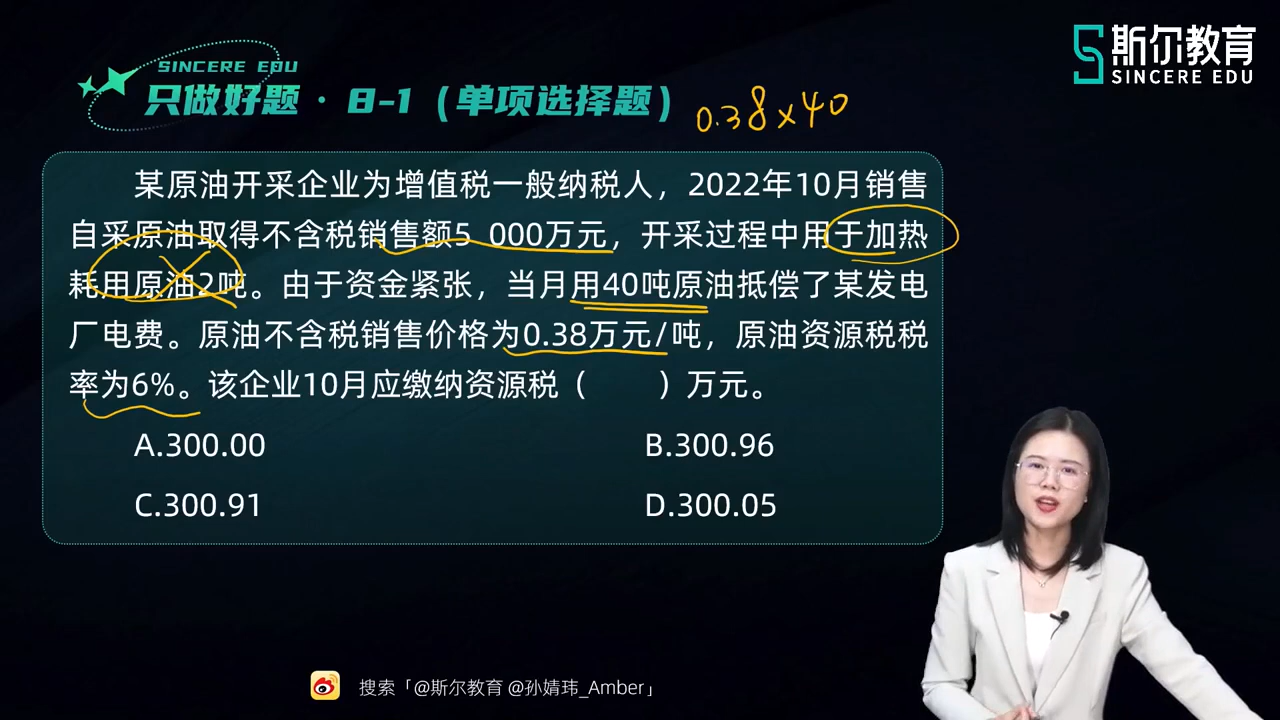 斯尔教育
SINCERE EDU
SINCERE EDU
只做好题·8-1（单项选择题）
0.38×40
某原油开采企业为增值税一般纳税人，2022年10月销售
自采原油取得不含税销售额5 000万元，开采过程中用于加热
耗用原油2吨。由于资金紧张，当月用40吨原油抵偿了某发电
厂电费。原油不含税销售价格为0.38万元/吨，原油资源税税
率为6%。该企业10月应缴纳资源税（ ）万元。
A.300.00 B.300.96
C.300.91 D.300.05
搜索「@斯尔教育 @孙婧玮_Amber」